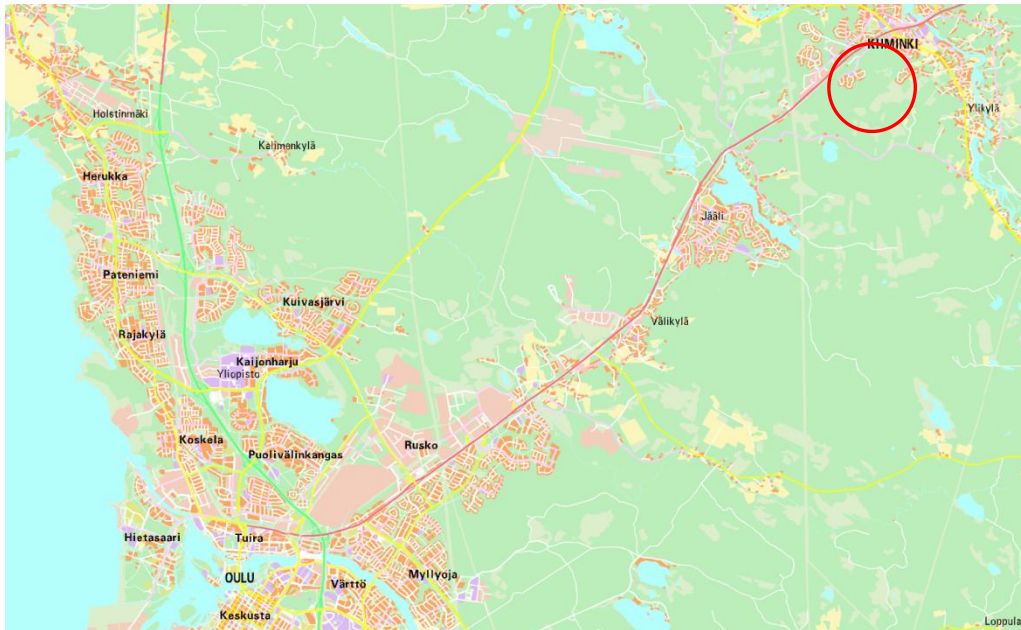 KIIMINKI
Holstinmäki
Ylikylä
Kalimenkylä
Herukka
Jääli
Pateniemi
Kuivasjärvi
Välikylä
Rajakylä
Kaijonharju
Yliopisto
Koskela
Rusko
Puolivälinkangas
Hietasaari
Tuira
OULU
Myllyoja
Värttö
Keskusta
Loppula